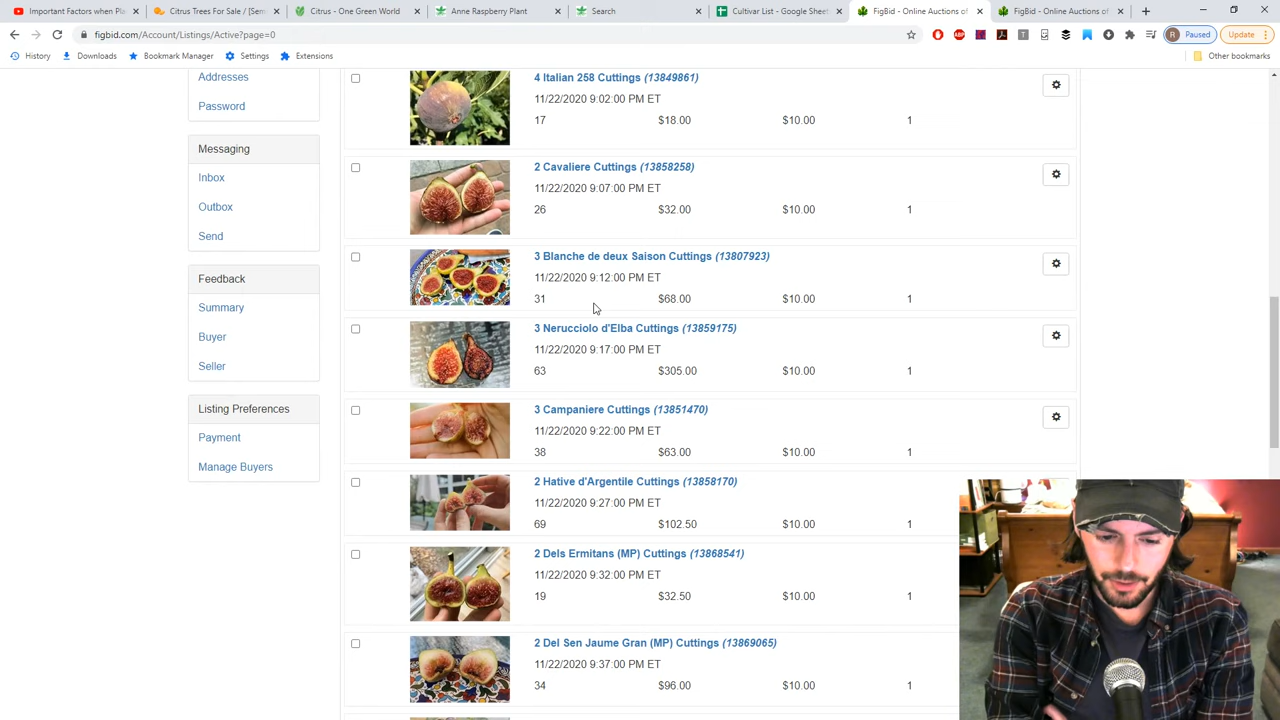 Important Factors when Pla
Citrus Trees For Sale / [Sem
Citrus - One Green World
Raspberry Plant
Search
Cultivar List - Google Sheets
FigBid - Online Auctions of
FigBid - Online Auctions of
figbid.com/Account/Listings/Active?page=0
ABP
R Paused
Update
History
Downloads
Bookmark Manager
Settings
Extensions
Other bookmarks
Addresses
Password
Messaging
Inbox
Outbox
Send
Feedback
Summary
Buyer
Seller
Listing Preferences
Payment
Manage Buyers
4 Italian 258 Cuttings (13849861)
11/22/2020 9:02:00 PM ET
17 $18.00 $10.00 1
2 Cavaliere Cuttings (13858258)
11/22/2020 9:07:00 PM ET
26 $32.00 $10.00 1
3 Blanche de deux Saison Cuttings (13807923)
11/22/2020 9:12:00 PM ET
31 $68.00 $10.00 1
3 Nerucciolo d'Elba Cuttings (13859175)
11/22/2020 9:17:00 PM ET
63 $305.00 $10.00 1
3 Campaniere Cuttings (13851470)
11/22/2020 9:22:00 PM ET
38 $63.00 $10.00 1
2 Hative d'Argentile Cuttings (13858170)
11/22/2020 9:27:00 PM ET
69 $102.50 $10.00 1
2 Dels Ermitans (MP) Cuttings (13868541)
11/22/2020 9:32:00 PM ET
19 $32.50 $10.00 1
2 Del Sen Jaume Gran (MP) Cuttings (13869065)
11/22/2020 9:37:00 PM ET
34 $96.00 $10.00 1